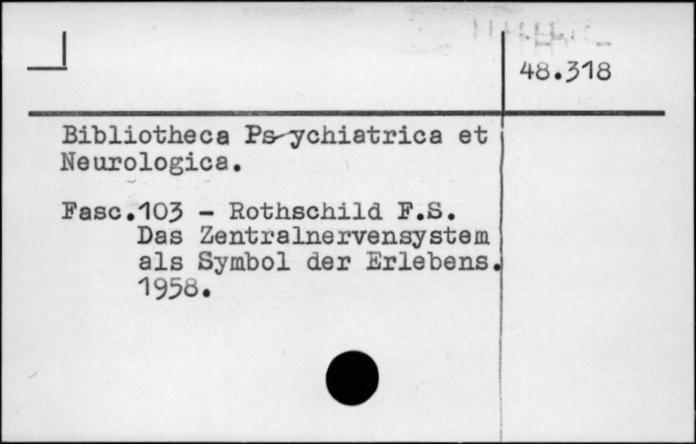 48.318
Bibliotheca Ps-ychiatrica et
Neurologica.
Fasc.103 - Rothschild F.S.
Das Zentralnervensystem
als Symbol der Erlebens.
1958.